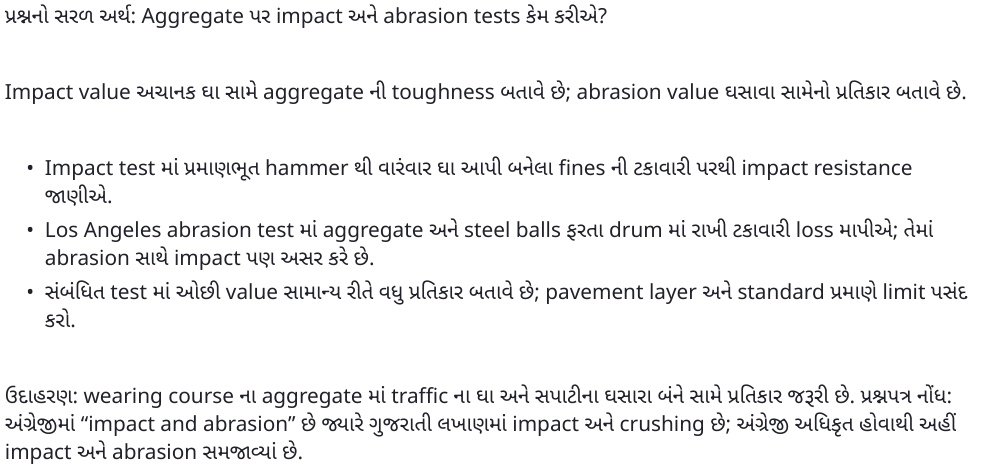 પ્રશ્નનો સરળ અર્થ: Aggregate પર impact અને abrasion tests કેમ કરીએ?
Impact value અચાનક ઘા સામે aggregate ની toughness બતાવે છે; abrasion value ઘસાવા સામેનો પ્રતિકાર બતાવે છે.
• Impact test માં પ્રમાણભૂત hammer થી વારંવાર ઘા આપી બનેલા fines ની ટકાવારી પરથી impact resistance
જાણીએ.
• Los Angeles abrasion test માં aggregate અને steel balls ફરતા drum માં રાખી ટકાવારી loss માપીએ; તેમાં
abrasion સાથે impact પણ અસર કરે છે.
• સંબંધિત test માં ઓછી value સામાન્ય રીતે વધુ પ્રતિકાર બતાવે છે; pavement layer અને standard પ્રમાણે limit પસંદ
કરો.
ઉદાહરણ: wearing course ના aggregate માં traffic ના ઘા અને સપાટીના ઘસારા બંને સામે પ્રતિકાર જરૂરી છે. પ્રશ્નપત્ર નોંધ:
અંગ્રેજીમાં “impact and abrasion” છે જ્યારે ગુજરાતી લખાણમાં impact અને crushing છે; અંગ્રેજી અધિકૃત હોવાથી અહીં
impact અને abrasion સમજાવ્યાં છે.